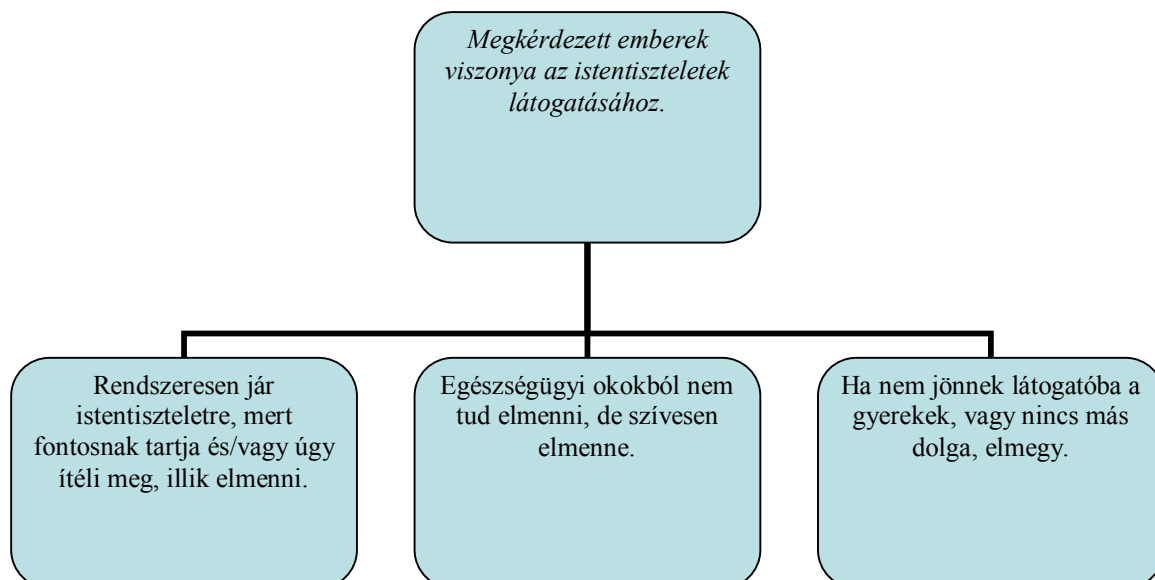 Megkérdezett emberek
viszonya az istentiszteletek
látogatásához.
Rendszeresen jár
istentiszteletre, mert
fontosnak tartja és/vagy úgy
ítéli meg, illik elmenni.
Egészségügyi okokból nem
tud elmenni, de szívesen
elmenne.
Ha nem jönnek látogatóba a
gyerekek, vagy nincs más
dolga, elmegy.